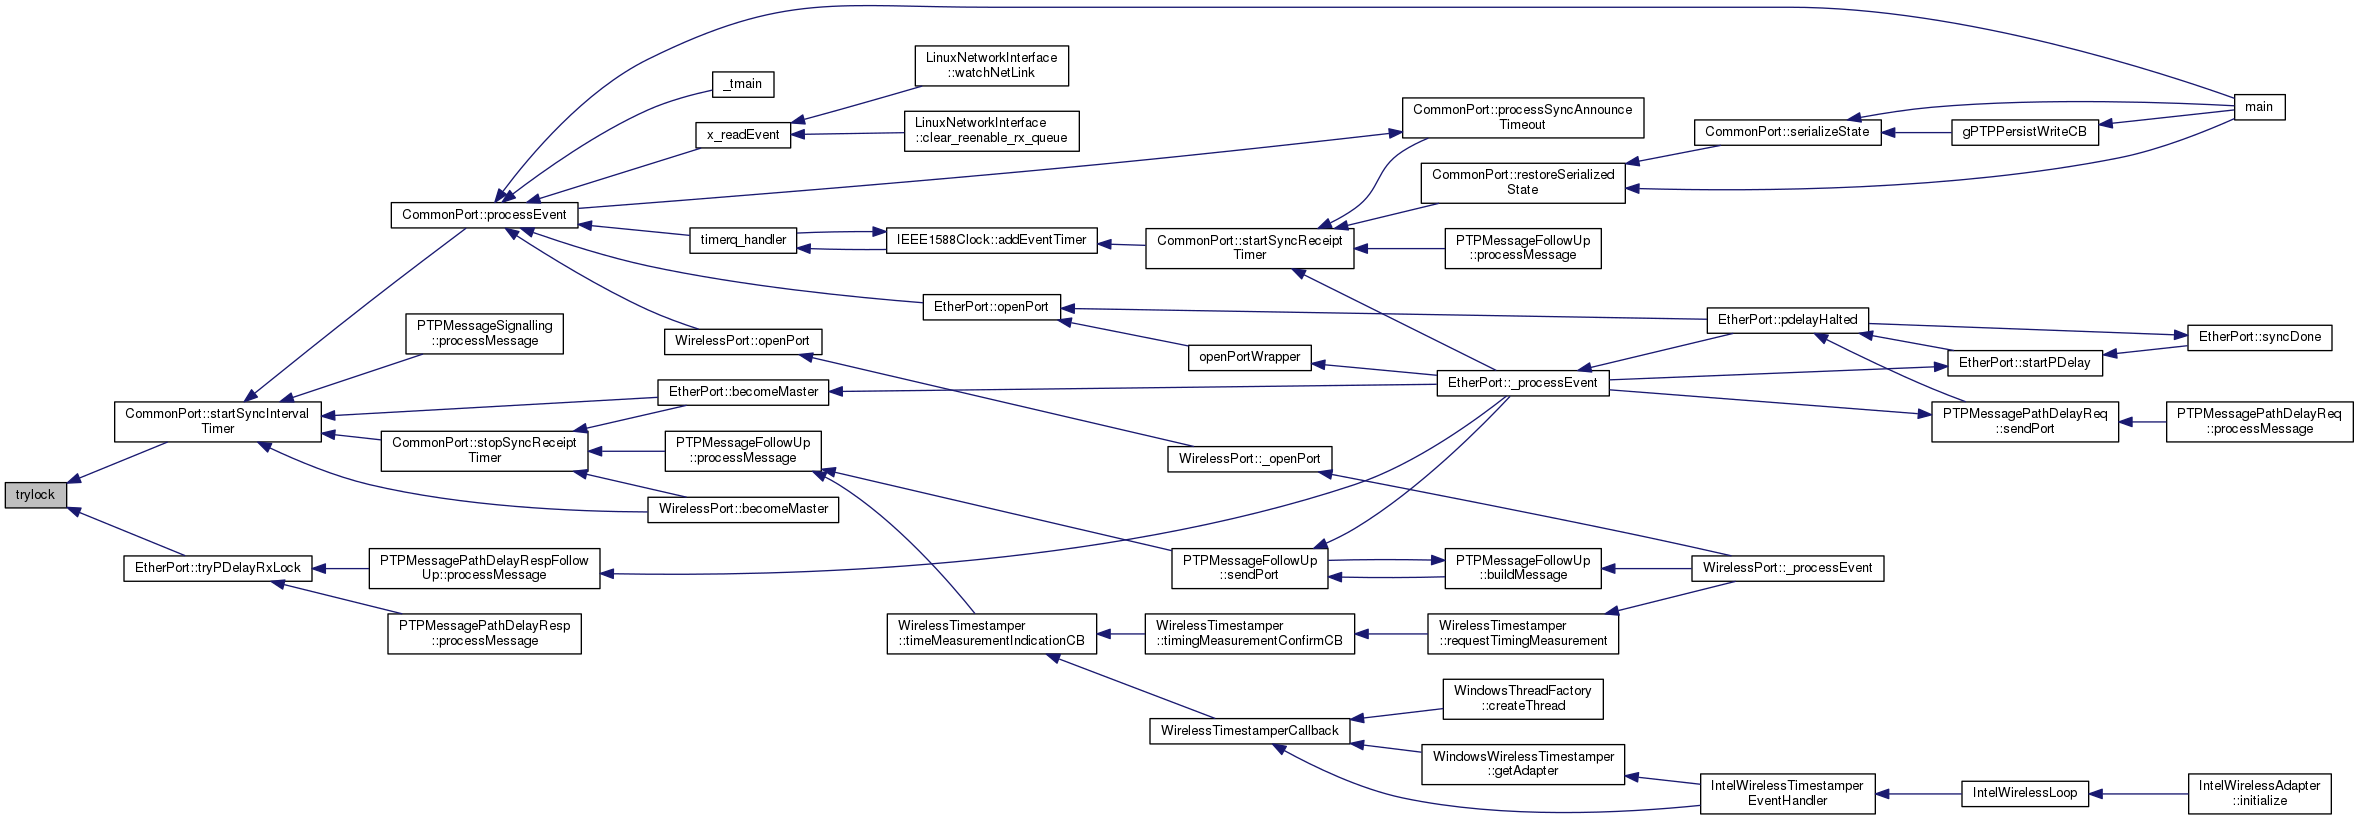 LinuxNetworkInterface
::watchNetLink
_tmain
main
CommonPort::processSyncAnnounce
Timeout
LinuxNetworkInterface
::clear_reenable_rx_queue
x_readEvent
CommonPort::serializeState
gPTPPersistWriteCB
CommonPort::restoreSerialized
State
CommonPort::processEvent
timerq_handler
IEEE1588Clock::addEventTimer
CommonPort::startSyncReceipt
Timer
PTPMessageFollowUp
::processMessage
EtherPort::openPort
EtherPort::pdelayHalted
EtherPort::syncDone
PTPMessageSignalling
::processMessage
WirelessPort::openPort
openPortWrapper
EtherPort::startPDelay
EtherPort::becomeMaster
EtherPort::_processEvent
CommonPort::startSyncInterval
Timer
PTPMessagePathDelayReq
::sendPort
PTPMessagePathDelayReq
::processMessage
CommonPort::stopSyncReceipt
Timer
PTPMessageFollowUp
::processMessage
WirelessPort::_openPort
trylock
WirelessPort::becomeMaster
EtherPort::tryPDelayRxLock
PTPMessagePathDelayRespFollow
Up::processMessage
PTPMessageFollowUp
::sendPort
PTPMessageFollowUp
::buildMessage
WirelessPort::_processEvent
PTPMessagePathDelayResp
::processMessage
WirelessTimestamper
::timeMeasurementIndicationCB
WirelessTimestamper
::timingMeasurementConfirmCB
WirelessTimestamper
::requestTimingMeasurement
WindowsThreadFactory
::createThread
WirelessTimestamperCallback
WindowsWirelessTimestamper
::getAdapter
IntelWirelessTimestamper
EventHandler
IntelWirelessLoop
IntelWirelessAdapter
::initialize